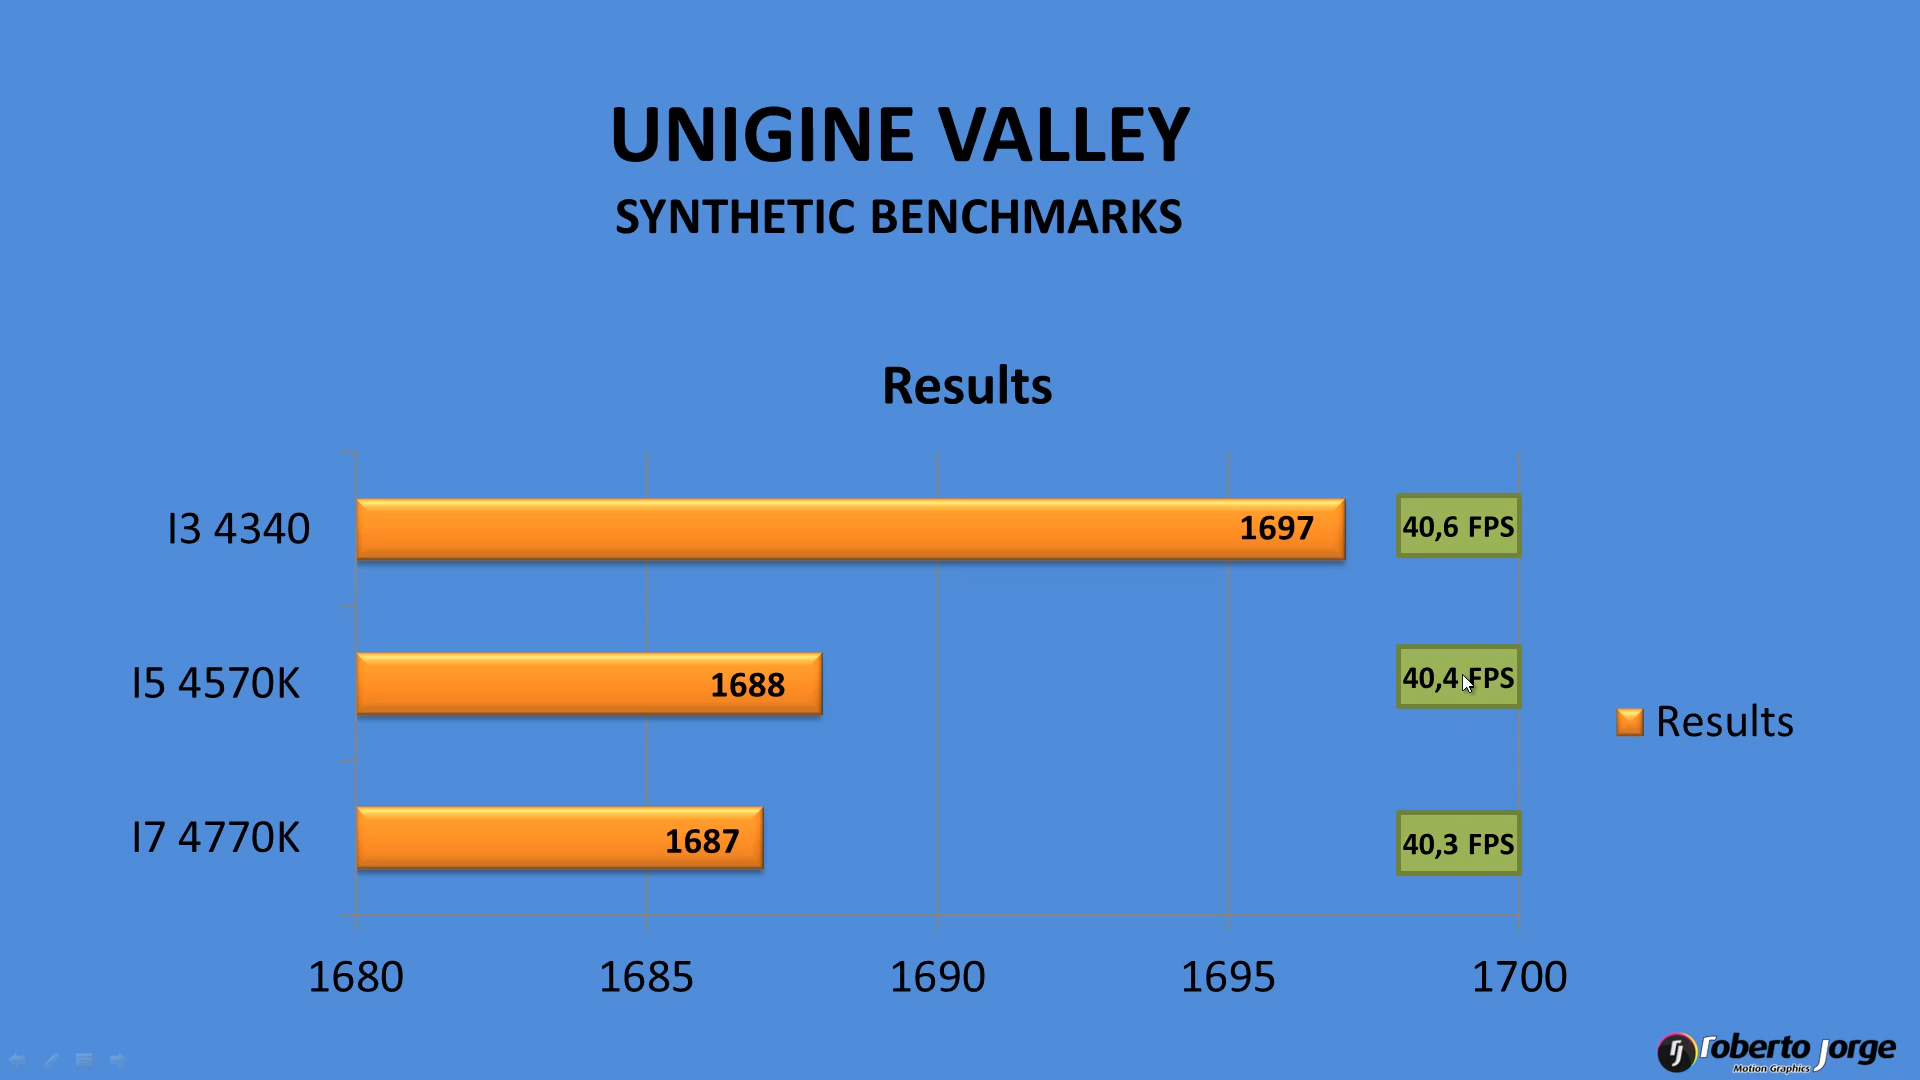 UNIGINE VALLEY
SYNTHETIC BENCHMARKS
Results
I3 4340
1697
40,6 FPS
I5 4570K
1688
40,4 FPS
Results
I7 4770K
1687
40,3 FPS
1680 1685 1690 1695 1700
rj roberto jorge
Motion Graphics